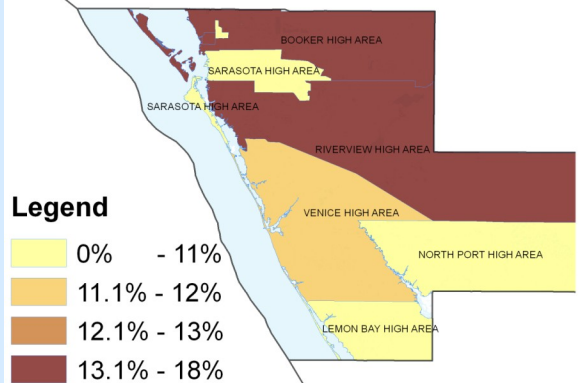 BOOKER HIGH AREA
SARASOTA HIGH AREA
SARASOTA HIGH AREA
RIVERVIEW HIGH AREA
VENICE HIGH AREA
NORTH PORT HIGH AREA
LEMON BAY HIGH AREA
Legend
0% - 11%
11.1% - 12%
12.1% - 13%
13.1% - 18%